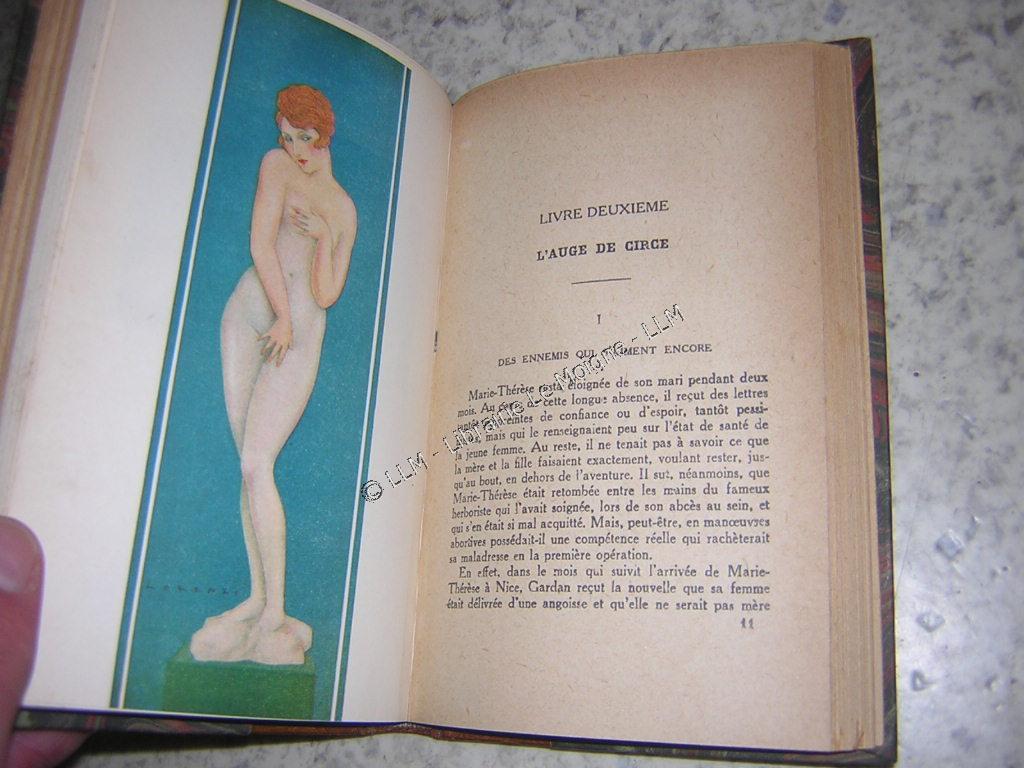 LIVRE DEUXIEME
L'AUGE DE CIRCE
I
DES ENNEMIS QUI S'AIMENT ENCORE
Marie-Thérèse resta éloignée de son mari pendant deux
mois. Au cours de cette longue absence, il reçut des lettres
tantôt empreintes de confiance ou d'espoir, tantôt pessi-
mais qui le renseignaient peu sur l'état de santé de
la jeune femme. Au reste, il ne tenait pas à savoir ce que
la mère et la fille faisaient exactement, voulant rester, jus-
qu'au bout, en dehors de l'aventure. Il sut, néanmoins, que
Marie-Thérèse était retombée entre les mains du fameux
herboriste qui l'avait soignée, lors de son abcès au sein, et
qui s'en était si mal acquitté. Mais, peut-être, en manœuvres
abortives possédait-il une compétence réelle qui rachèterait
sa maladresse en la première opération.
En effet, dans le mois qui suivit l'arrivée de Marie-
Thérèse à Nice, Gardan reçut la nouvelle que sa femme
était délivrée d'une angoisse et qu'elle ne serait pas mère
11
© LLM - Librairie Le Moigne - LLM